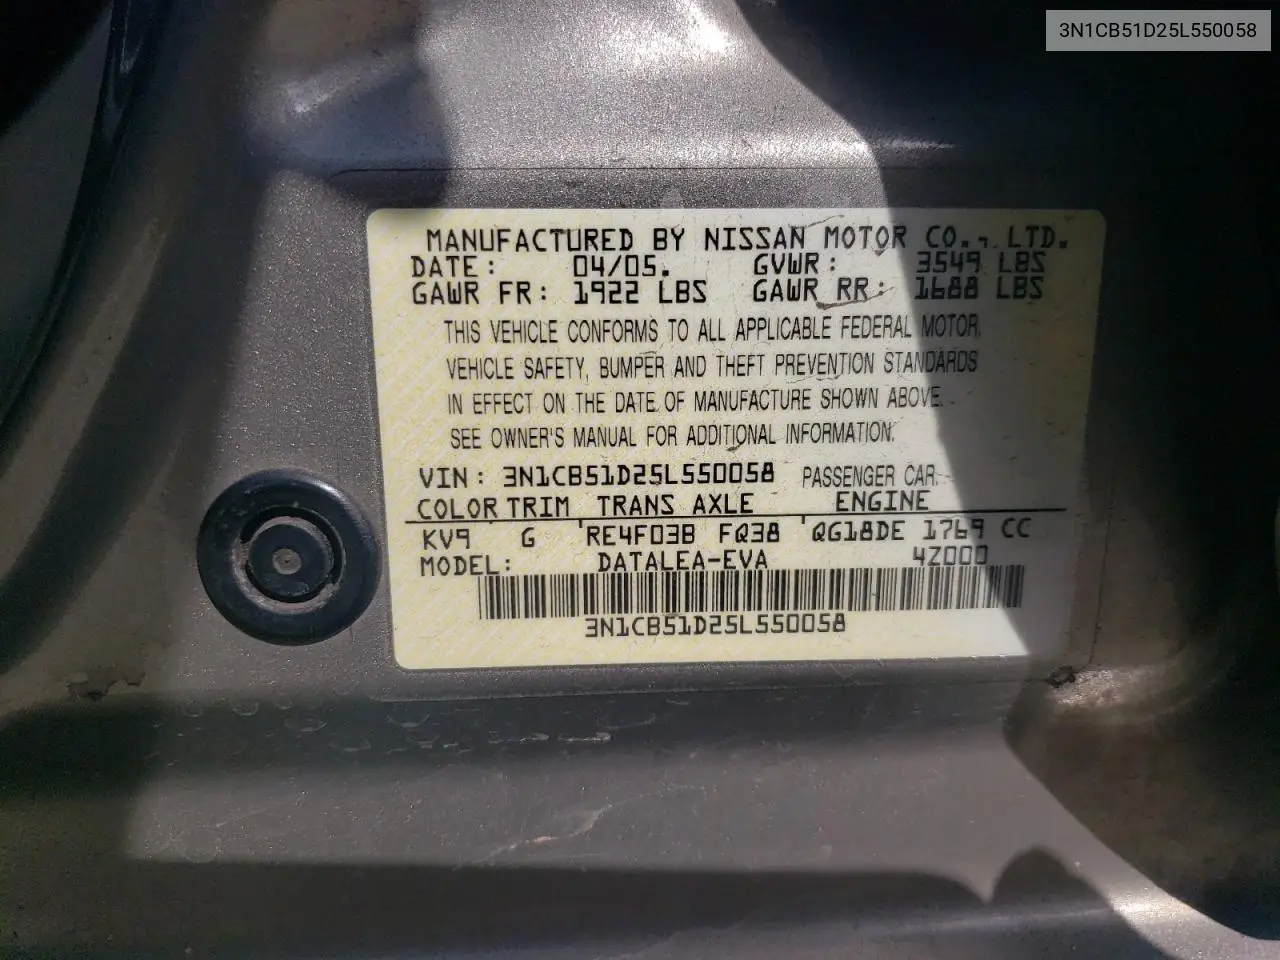 3N1CB51D25L550058
MANUFACTURED BY NISSAN MOTOR CO., LTD.
DATE: 04/05. GVWR: 3549 LBS
GAWR FR: 1922 LBS GAWR RR: 1688 LBS
THIS VEHICLE CONFORMS TO ALL APPLICABLE FEDERAL MOTOR
VEHICLE SAFETY, BUMPER AND THEFT PREVENTION STANDARDS
IN EFFECT ON THE DATE OF MANUFACTURE SHOWN ABOVE.
SEE OWNER'S MANUAL FOR ADDITIONAL INFORMATION.
VIN: 3N1CB51D25L550058 PASSENGER CAR.
COLOR TRIM TRANS AXLE ENGINE
KV9 G RE4F03B FQ38 QG18DE 1769 CC
MODEL: DATALEA-EVA 4Z000
3N1CB51D25L550058